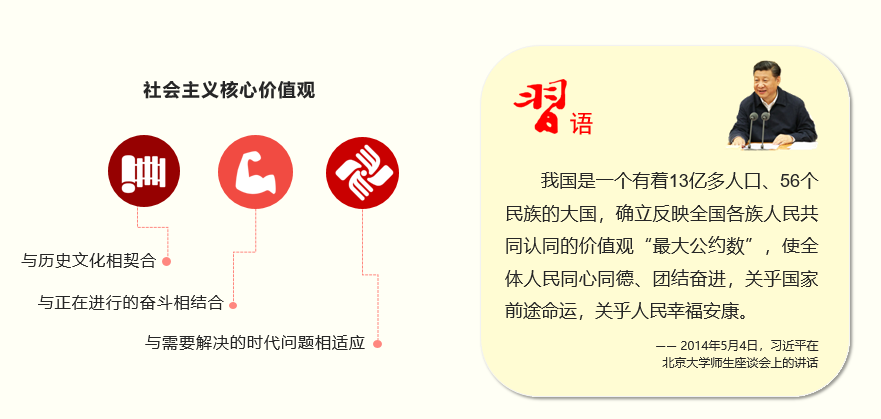 社会主义核心价值观
与历史文化相契合
与正在进行的奋斗相结合
与需要解决的时代问题相适应
習语
我国是一个有着13亿多人口、56个
民族的大国，确立反映全国各族人民共
同认同的价值观“最大公约数”，使全
体人民同心同德、团结奋进，关乎国家
前途命运，关乎人民幸福安康。
—— 2014年5月4日，习近平在
北京大学师生座谈会上的讲话